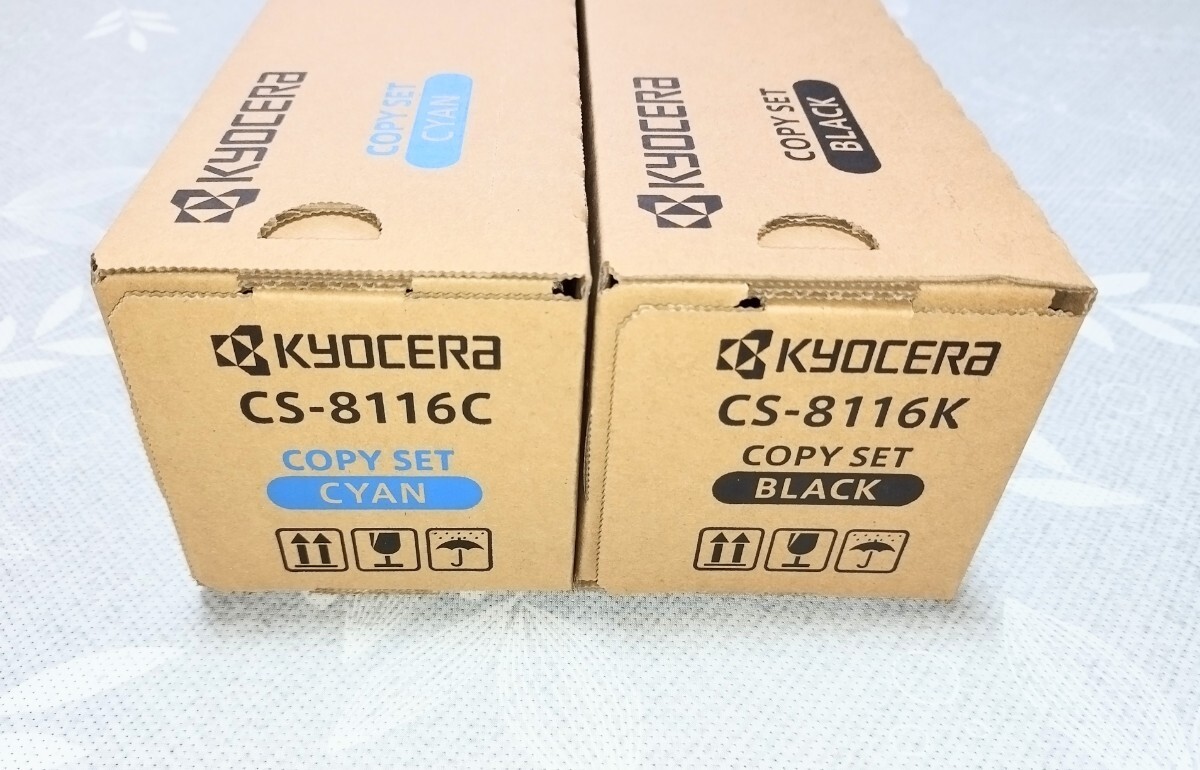 KYOCERA
COPY SET
CYAN
KYOCERA
CS-8116C
COPY SET
CYAN
KYOCERA
COPY SET
BLACK
KYOCERA
CS-8116K
COPY SET
BLACK